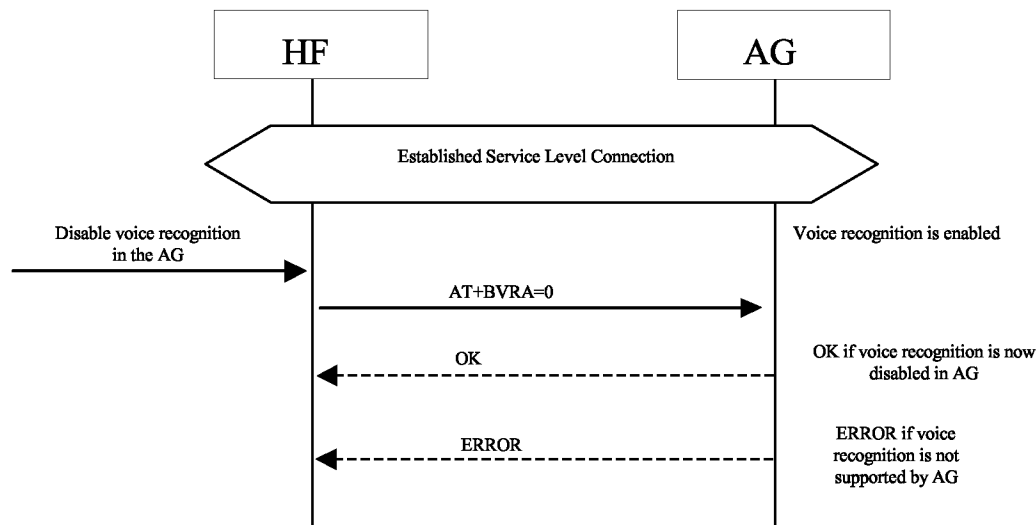 HF
AG
Established Service Level Connection
Disable voice recognition
in the AG
Voice recognition is enabled
AT+BVRA=0
OK
OK if voice recognition is now
disabled in AG
ERROR
ERROR if voice
recognition is not
supported by AG